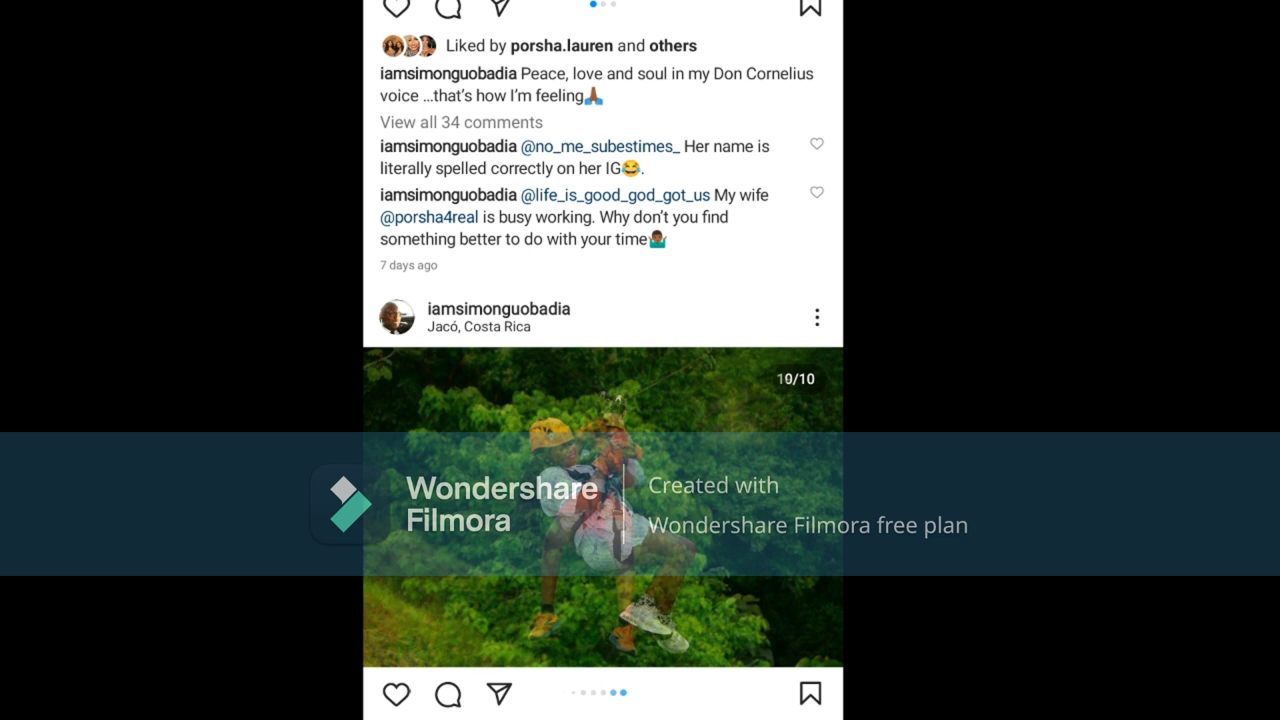 Liked by porsha.lauren and others
iamsimonguobadia Peace, love and soul in my Don Cornelius
voice ...that's how I'm feeling🙏🏾
View all 34 comments
iamsimonguobadia @no_me_subestimes_ Her name is
literally spelled correctly on her IG😂.
iamsimonguobadia @life_is_good_god_got_us My wife
@porsha4real is busy working. Why don't you find
something better to do with your time🤷🏾‍♂️
7 days ago
iamsimonguobadia
Jacó, Costa Rica
Wondershare
Filmora
Created with
Wondershare Filmora free plan